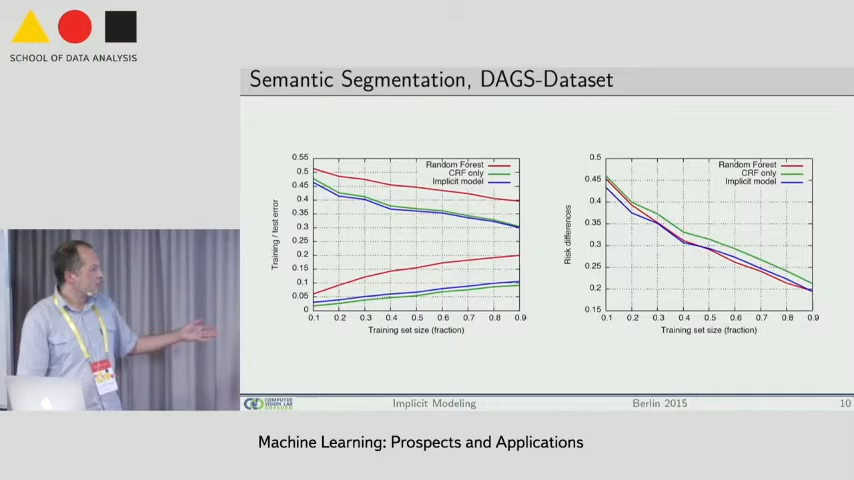 SCHOOL OF DATA ANALYSIS
Semantic Segmentation, DAGS-Dataset
Training / test error
0.55
0.5
0.45
0.4
0.35
0.3
0.25
0.2
0.15
0.1
0.05
0
Random Forest
CRF only
Implicit model
0.1 0.2 0.3 0.4 0.5 0.6 0.7 0.8 0.9
Training set size (fraction)
Risk differences
0.5
0.45
0.4
0.35
0.3
0.25
0.2
0.15
Random Forest
CRF only
Implicit model
0.1 0.2 0.3 0.4 0.5 0.6 0.7 0.8 0.9
Training set size (fraction)
COMPUTER
VISION LAB
DRESDEN
Implicit Modeling
Berlin 2015
10
Machine Learning: Prospects and Applications